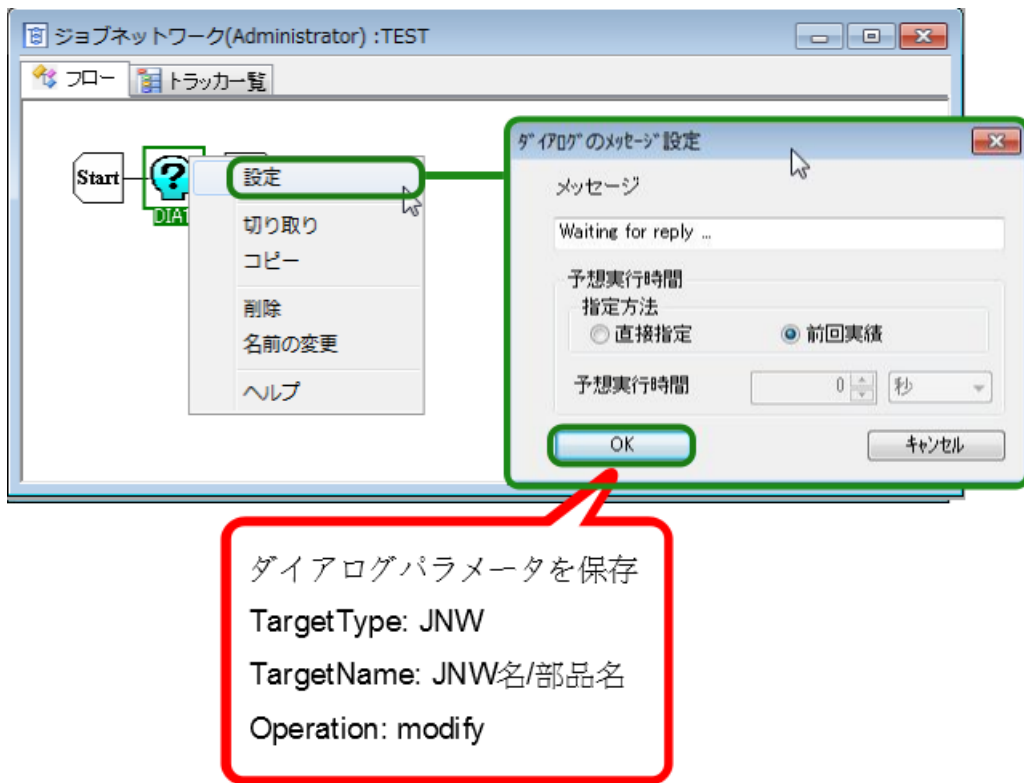 ジョブネットワーク(Administrator) :TEST
フロー
トラッカ一覧
Start
DIA1
設定
切り取り
コピー
削除
名前の変更
ヘルプ
ﾀﾞｲｱﾛｸﾞのﾒｯｾｰｼﾞ設定
メッセージ
Waiting for reply ...
予想実行時間
指定方法
直接指定 前回実績
予想実行時間 0 秒
OK ｷｬﾝｾﾙ
ダイアログパラメータを保存
TargetType: JNW
TargetName: JNW名/部品名
Operation: modify